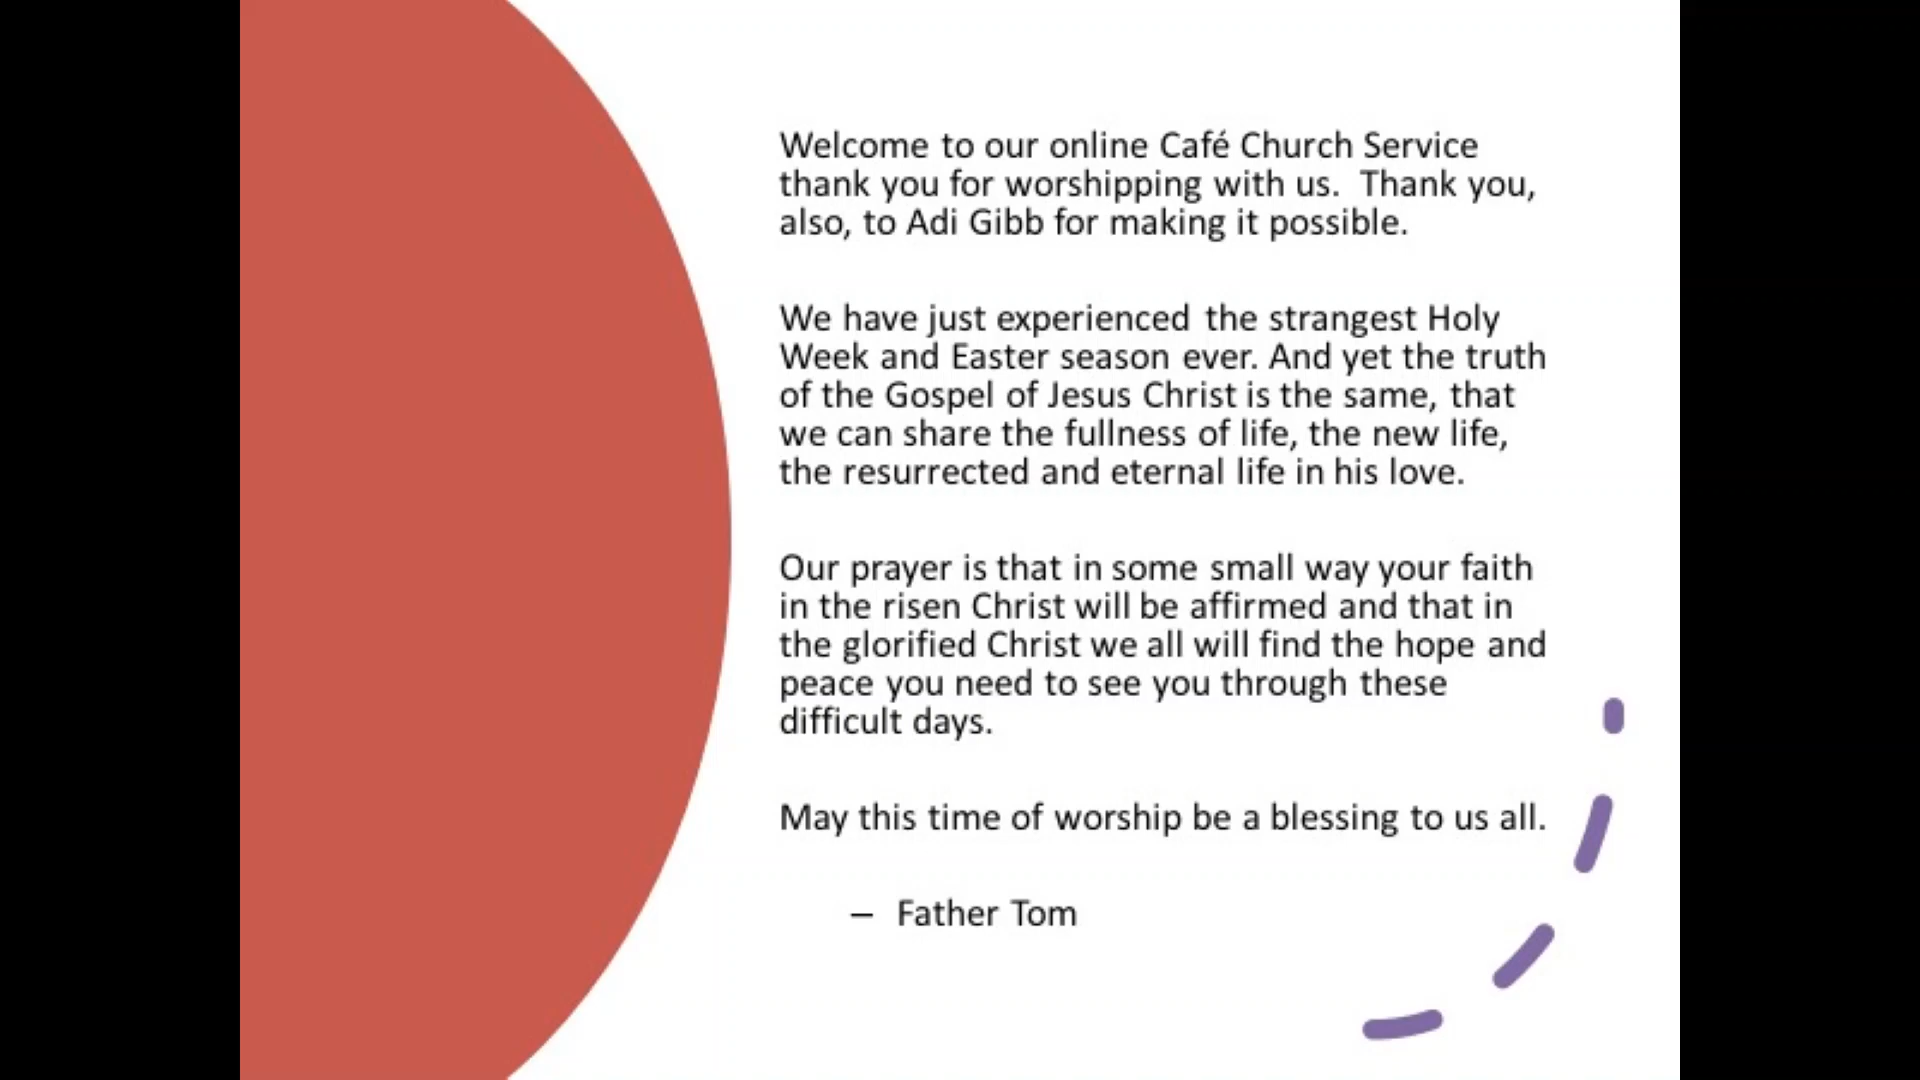 Welcome to our online Café Church Service
thank you for worshipping with us.  Thank you,
also, to Adi Gibb for making it possible.
We have just experienced the strangest Holy
Week and Easter season ever. And yet the truth
of the Gospel of Jesus Christ is the same, that
we can share the fullness of life, the new life,
the resurrected and eternal life in his love.
Our prayer is that in some small way your faith
in the risen Christ will be affirmed and that in
the glorified Christ we all will find the hope and
peace you need to see you through these
difficult days.
May this time of worship be a blessing to us all.
– Father Tom